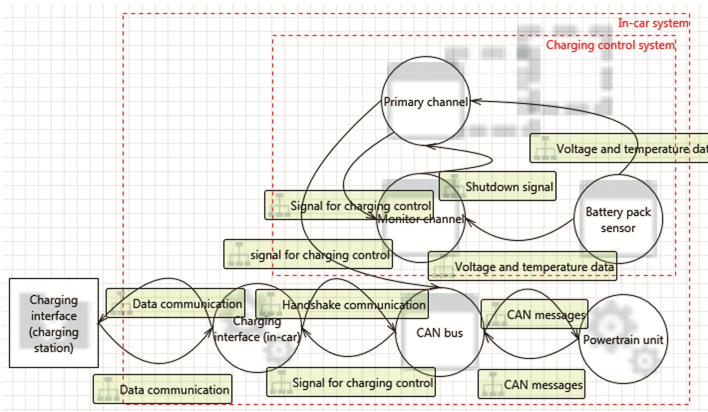 In-car system
Charging control system
Primary channel
Voltage and temperature data
Shutdown signal
Signal for charging control
Monitor channel
Battery pack
sensor
signal for charging control
Voltage and temperature data
Charging
interface
(charging
station)
Data communication
Handshake communication
CAN messages
Charging
interface (in-car)
CAN bus
Powertrain unit
Data communication
Signal for charging control
CAN messages